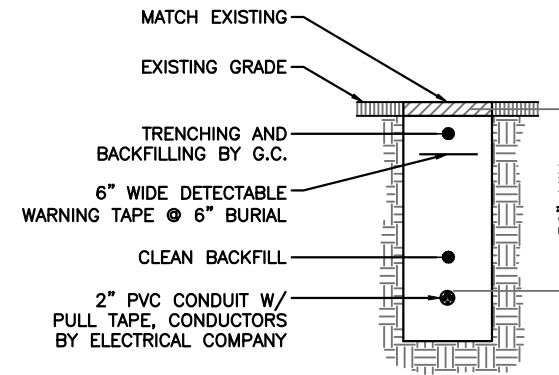 MATCH EXISTING
EXISTING GRADE
TRENCHING AND
BACKFILLING BY G.C.
6" WIDE DETECTABLE
WARNING TAPE @ 6" BURIAL
CLEAN BACKFILL
2" PVC CONDUIT W/
PULL TAPE, CONDUCTORS
BY ELECTRICAL COMPANY